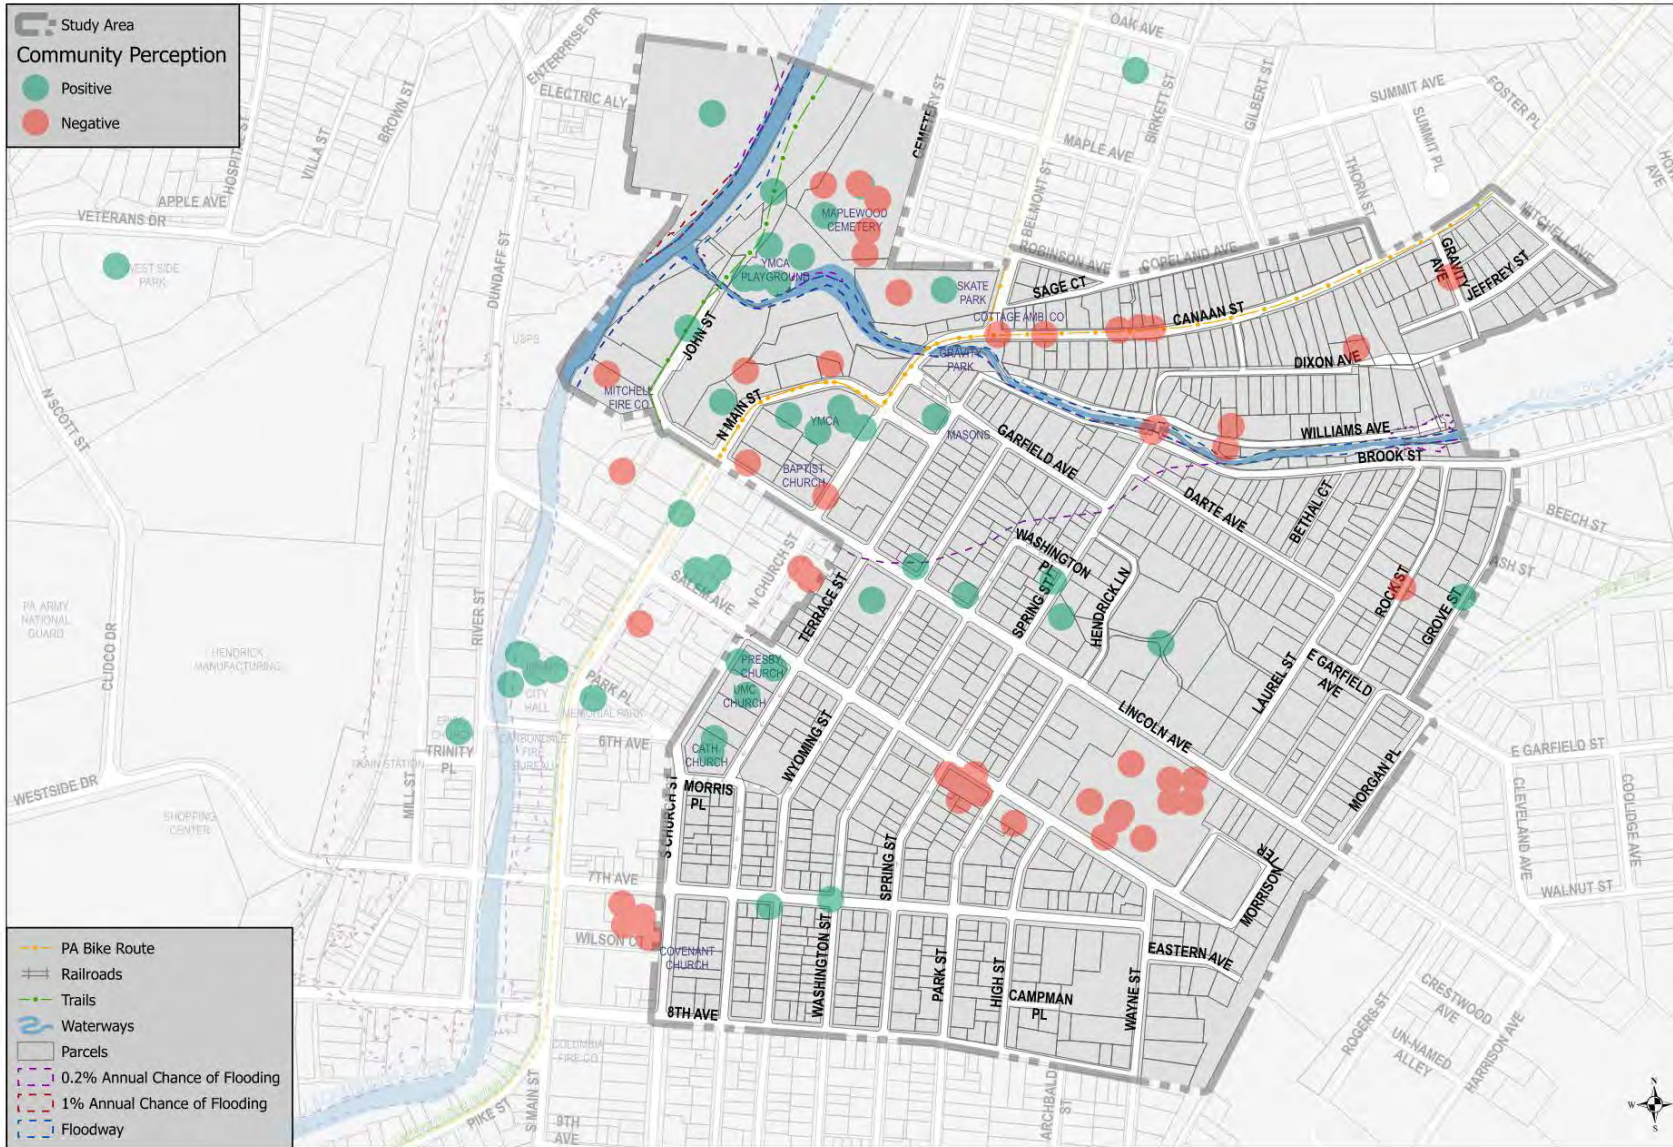 Study Area
Community Perception
Positive
Negative
OAK AVE
ENTERPRISE DR
ELECTRIC ALY
HOSPITAL ST
VILLA ST
BROWN ST
APPLE AVE
VETERANS DR
DUNDAFF ST
CEMETERY ST
BELMONT ST
MAPLE AVE
BIRKETT ST
GILBERT ST
SUMMIT AVE
SUMMIT PL
FOSTER PL
THORN ST
MITCHELL AVE
AVE
MAPLEWOOD
CEMETERY
ROBINSON AVE
COPELAND AVE
GRAVITY
AVE
JEFFREY ST
WEST SIDE
PARK
YMCA
PLAYGROUND
SKATE
PARK
SAGE CT
COTTAGE AMB. CO
CANAAN ST
USPS
JOHN ST
GRAVITY
PARK
DIXON AVE
MITCHELL
FIRE CO
N MAIN ST
YMCA
MASONS
GARFIELD AVE
WILLIAMS AVE
BROOK ST
N SCOTT ST
BAPTIST
CHURCH
DARTE AVE
BETHAL CT
BEECH ST
ASH ST
WASHINGTON
PL
SPRING ST
HENDRICK LN
ROCK ST
GROVE ST
N CHURCH ST
SALEM AVE
TERRACE ST
PA ARMY
NATIONAL
GUARD
CLIDCO DR
HENDRICK
MANUFACTURING
RIVER ST
PRESBY
CHURCH
UMC
CHURCH
CITY
HALL
PARK PL
MEMORIAL PARK
E GARFIELD
AVE
LAUREL ST
LINCOLN AVE
MORGAN PL
E GARFIELD ST
CLEVELAND AVE
COOLIDGE AVE
WALNUT ST
TRINITY
PL
TRAIN STATION
CARBONDALE
FIRE
BUREAU
6TH AVE
CATH
CHURCH
WYOMING ST
MORRIS
PL
S CHURCH ST
WESTSIDE DR
MILL ST
SHOPPING
CENTER
7TH AVE
SPRING ST
MORRISON TER
WILSON CT
COVENANT
CHURCH
WASHINGTON ST
PARK ST
HIGH ST
CAMPMAN
PL
EASTERN AVE
WAYNE ST
8TH AVE
COLUMBIA
FIRE CO
S MAIN ST
PIKE ST
9TH
AVE
ARCHBALD
ST
ROGERS ST
CRESTWOOD
AVE
UN-NAMED
ALLEY
HARRISON AVE
PA Bike Route
Railroads
Trails
Waterways
Parcels
0.2% Annual Chance of Flooding
1% Annual Chance of Flooding
Floodway
N
W
E
S